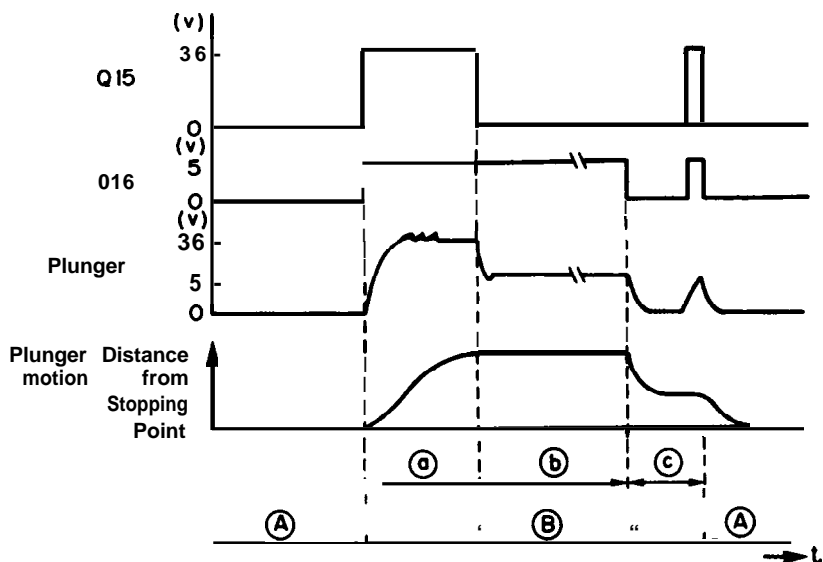 (v)
36
Q15
0
(v)
5
016
0
(v)
36
Plunger
5
0
Plunger Distance
motion from
Stopping
Point
a b c
A B A
t.